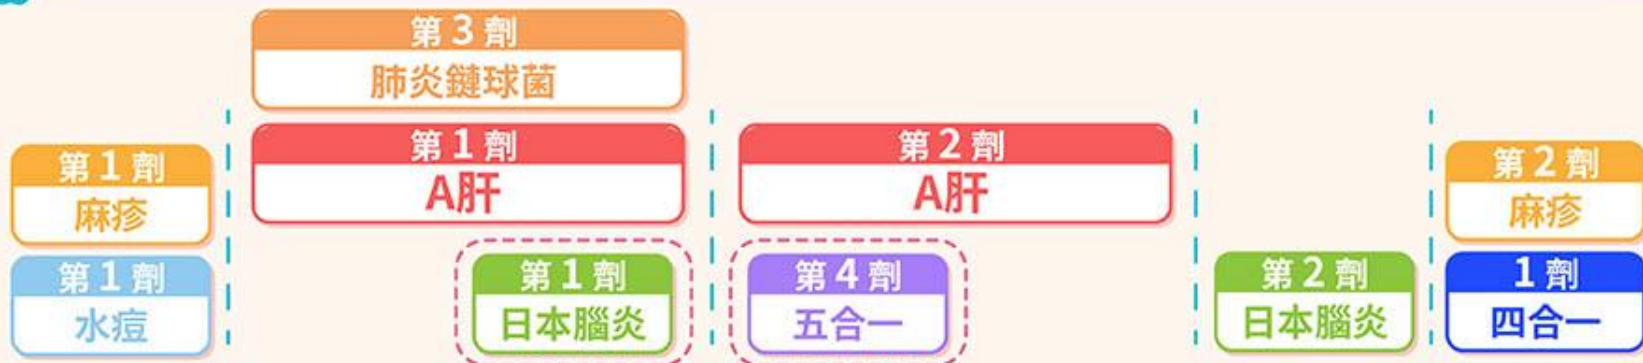 第1劑
麻疹
第1劑
水痘
第3劑
肺炎鏈球菌
第1劑
A肝
第1劑
日本腦炎
第2劑
A肝
第4劑
五合一
第2劑
日本腦炎
第2劑
麻疹
1劑
四合一